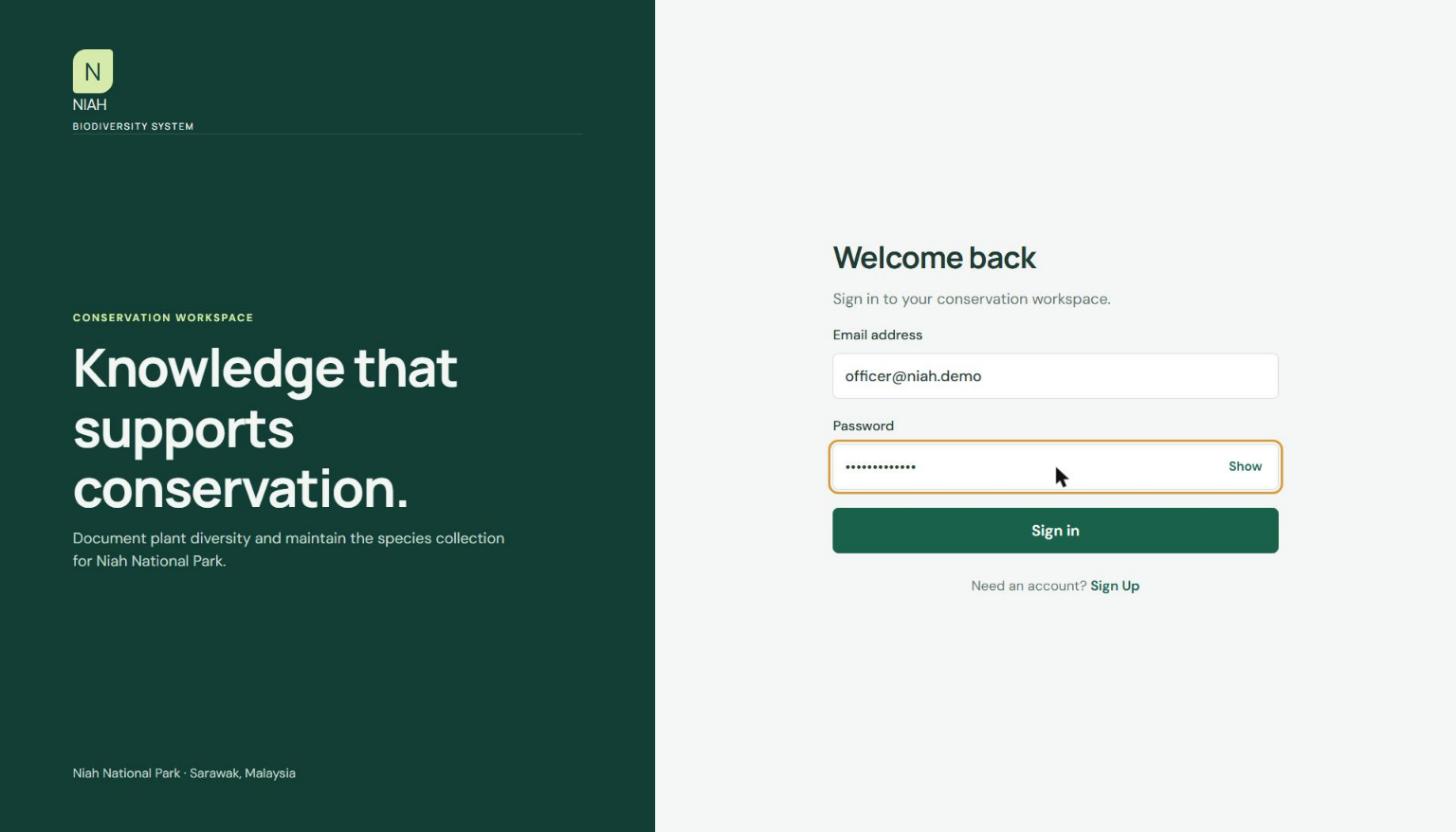 N
NIAH
BIODIVERSITY SYSTEM
CONSERVATION WORKSPACE
Knowledge that
supports
conservation.
Document plant diversity and maintain the species collection
for Niah National Park.
Niah National Park · Sarawak, Malaysia
Welcome back
Sign in to your conservation workspace.
Email address
officer@niah.demo
Password
•••••••••••••
Show
Sign in
Need an account? Sign Up